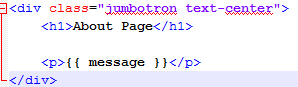 <div class="jumbotron text-center">
<h1>About Page</h1>
<p>{{ message }}</p>
</div>